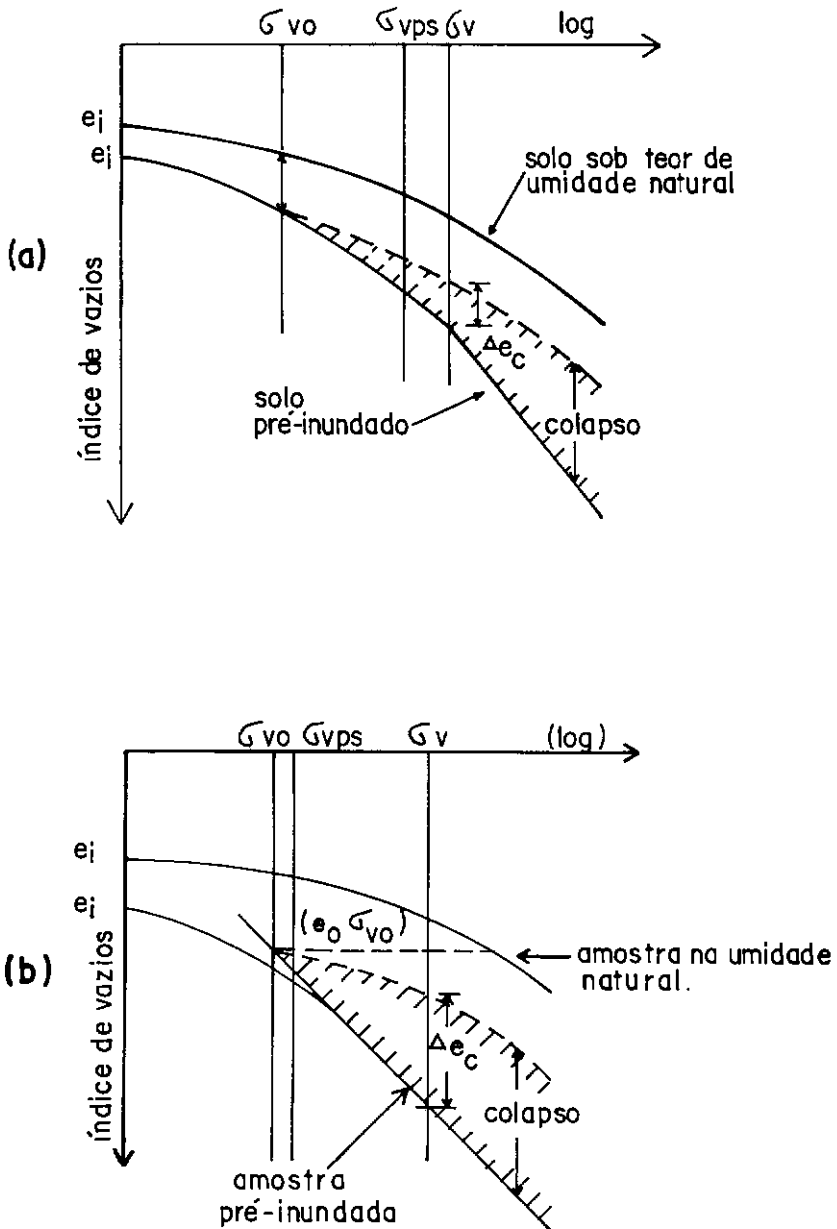 σvo σvps σv log
ei
ei
solo sob teor de
umidade natural
(a)
índice de vazios
Δec
solo
pré-inundado
colapso
σvo σvps σv (log)
ei
ei
(eo σvo)
amostra na umidade
natural.
(b)
índice de vazios
Δec
colapso
amostra
pré-inundada